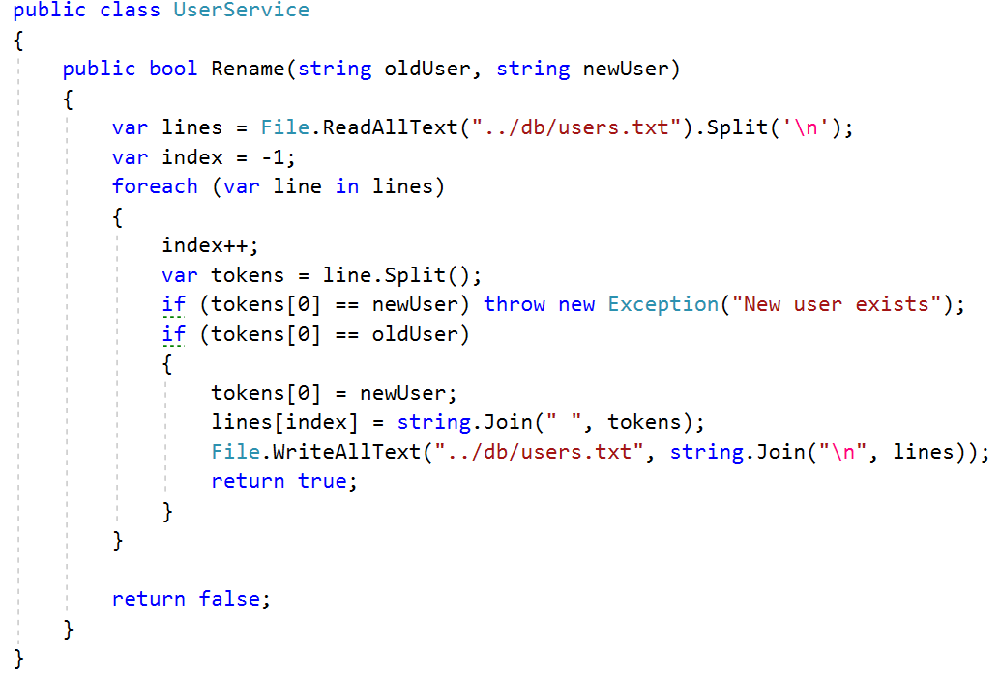 public class UserService
{
    public bool Rename(string oldUser, string newUser)
    {
        var lines = File.ReadAllText("../db/users.txt").Split('\n');
        var index = -1;
        foreach (var line in lines)
        {
            index++;
            var tokens = line.Split();
            if (tokens[0] == newUser) throw new Exception("New user exists");
            if (tokens[0] == oldUser)
            {
                tokens[0] = newUser;
                lines[index] = string.Join(" ", tokens);
                File.WriteAllText("../db/users.txt", string.Join("\n", lines));
                return true;
            }
        }

        return false;
    }
}